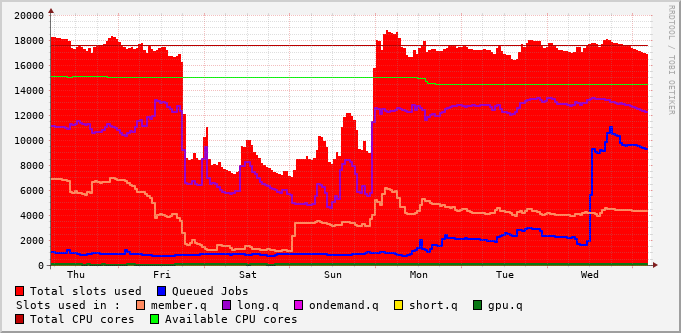 RRDTOOL / TOBI OETIKER
20000
18000
16000
14000
12000
10000
8000
6000
4000
2000
0
Thu Fri Sat Sun Mon Tue Wed
Total slots used Queued Jobs
Slots used in : member.q long.q ondemand.q short.q gpu.q
Total CPU cores Available CPU cores